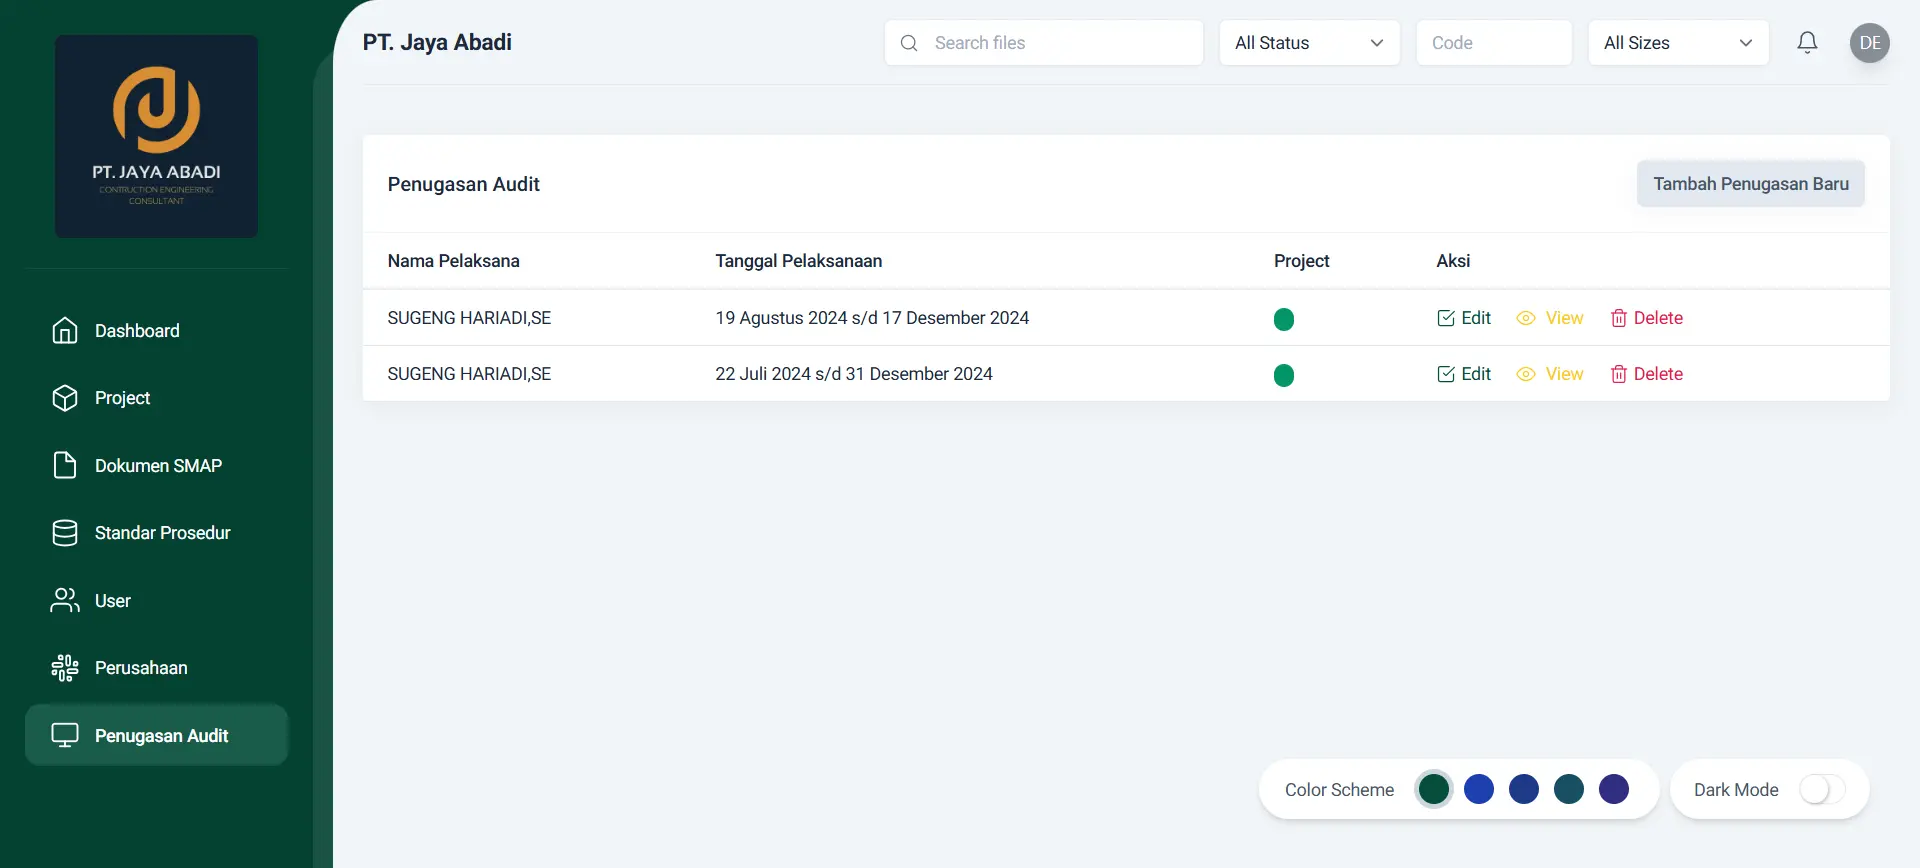 PT. JAYA ABADI
CONTRUCTION ENGINEERING
CONSULTANT
Dashboard
Project
Dokumen SMAP
Standar Prosedur
User
Perusahaan
Penugasan Audit
PT. Jaya Abadi
Search files
All Status
Code
All Sizes
DE
Penugasan Audit
Tambah Penugasan Baru
Nama Pelaksana Tanggal Pelaksanaan Project Aksi
SUGENG HARIADI,SE 19 Agustus 2024 s/d 17 Desember 2024 Edit View Delete
SUGENG HARIADI,SE 22 Juli 2024 s/d 31 Desember 2024 Edit View Delete
Color Scheme
Dark Mode